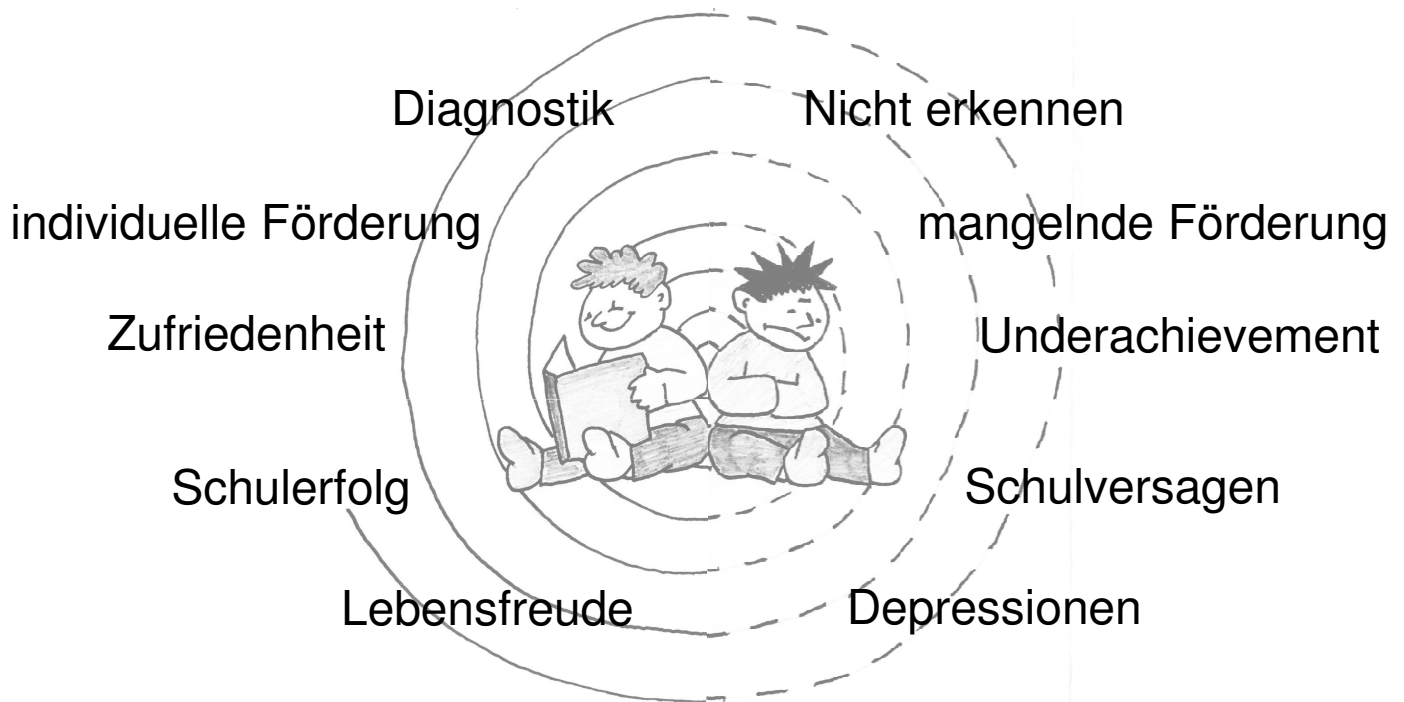 Diagnostik
Nicht erkennen
individuelle Förderung
mangelnde Förderung
Zufriedenheit
Underachievement
Schulerfolg
Schulversagen
Lebensfreude
Depressionen